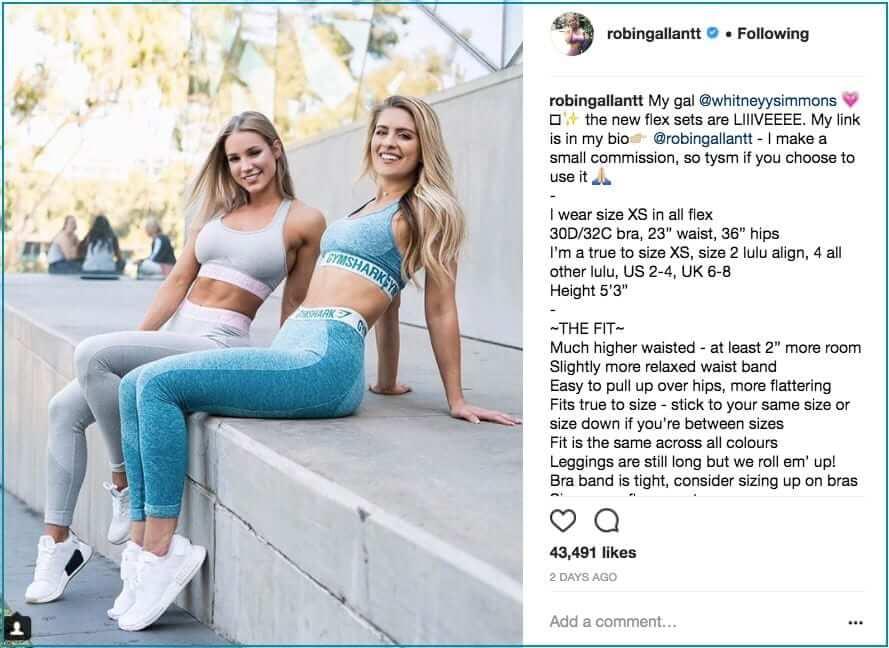 robingallantt • Following
robingallantt My gal @whitneyysimmons 💗
□✨ the new flex sets are LIIIVEEEE. My link
is in my bio👉🏼 @robingallantt - I make a
small commission, so tysm if you choose to
use it 🙏🏼
-
I wear size XS in all flex
30D/32C bra, 23” waist, 36” hips
I’m a true to size XS, size 2 lulu align, 4 all
other lulu, US 2-4, UK 6-8
Height 5’3”
-
~THE FIT~
Much higher waisted - at least 2” more room
Slightly more relaxed waist band
Easy to pull up over hips, more flattering
Fits true to size - stick to your same size or
size down if you’re between sizes
Fit is the same across all colours
Leggings are still long but we roll em’ up!
Bra band is tight, consider sizing up on bras
43,491 likes
2 DAYS AGO
Add a comment…
GYMSHARK
GYMSHARK